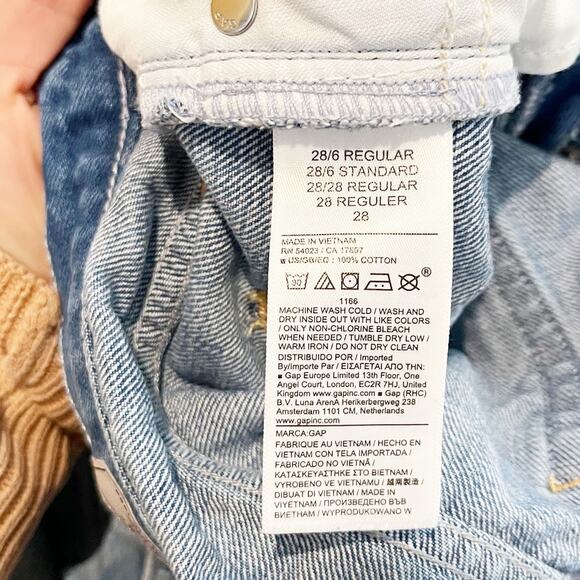 GAP
28/6 REGULAR
28/6 STANDARD
28/28 REGULAR
28 REGULER
28
MADE IN VIETNAM
RN 54023 / CA 17897
US/GB/EC : 100% COTTON
30
®
1166
MACHINE WASH COLD / WASH AND
DRY INSIDE OUT WITH LIKE COLORS
/ ONLY NON-CHLORINE BLEACH
WHEN NEEDED / TUMBLE DRY LOW /
WARM IRON / DO NOT DRY CLEAN
DISTRIBUIDO POR / Imported
By/Importe Par / ΕΙΣΑΓΕΤΑΙ ΑΠΟ ΤΗΝ:
■ Gap Europe Limited 13th Floor, One
Angel Court, London, EC2R 7HJ, United
Kingdom www.gapinc.com ■ Gap (RHC)
B.V. Luna ArenA Herikerbergweg 238
Amsterdam 1101 CM, Netherlands
www.gapinc.com
MARCA:GAP
FABRIQUE AU VIETNAM / HECHO EN
VIETNAM CON TELA IMPORTADA /
FABRICADO NO VIETNÃ /
ΚΑΤΑΣΚΕΥΑΣΤΗΚΕ ΣΤΟ ΒΙΕΤΝΑΜ /
VYROBENO VE VIETNAMU / 越南製造 /
DIBUAT DI VIETNAM / MADE IN
VIYETNAM / ПРОИЗВЕДЕНО ВЪВ
ВИЕТНАМ / WYPRODUKOWANO W